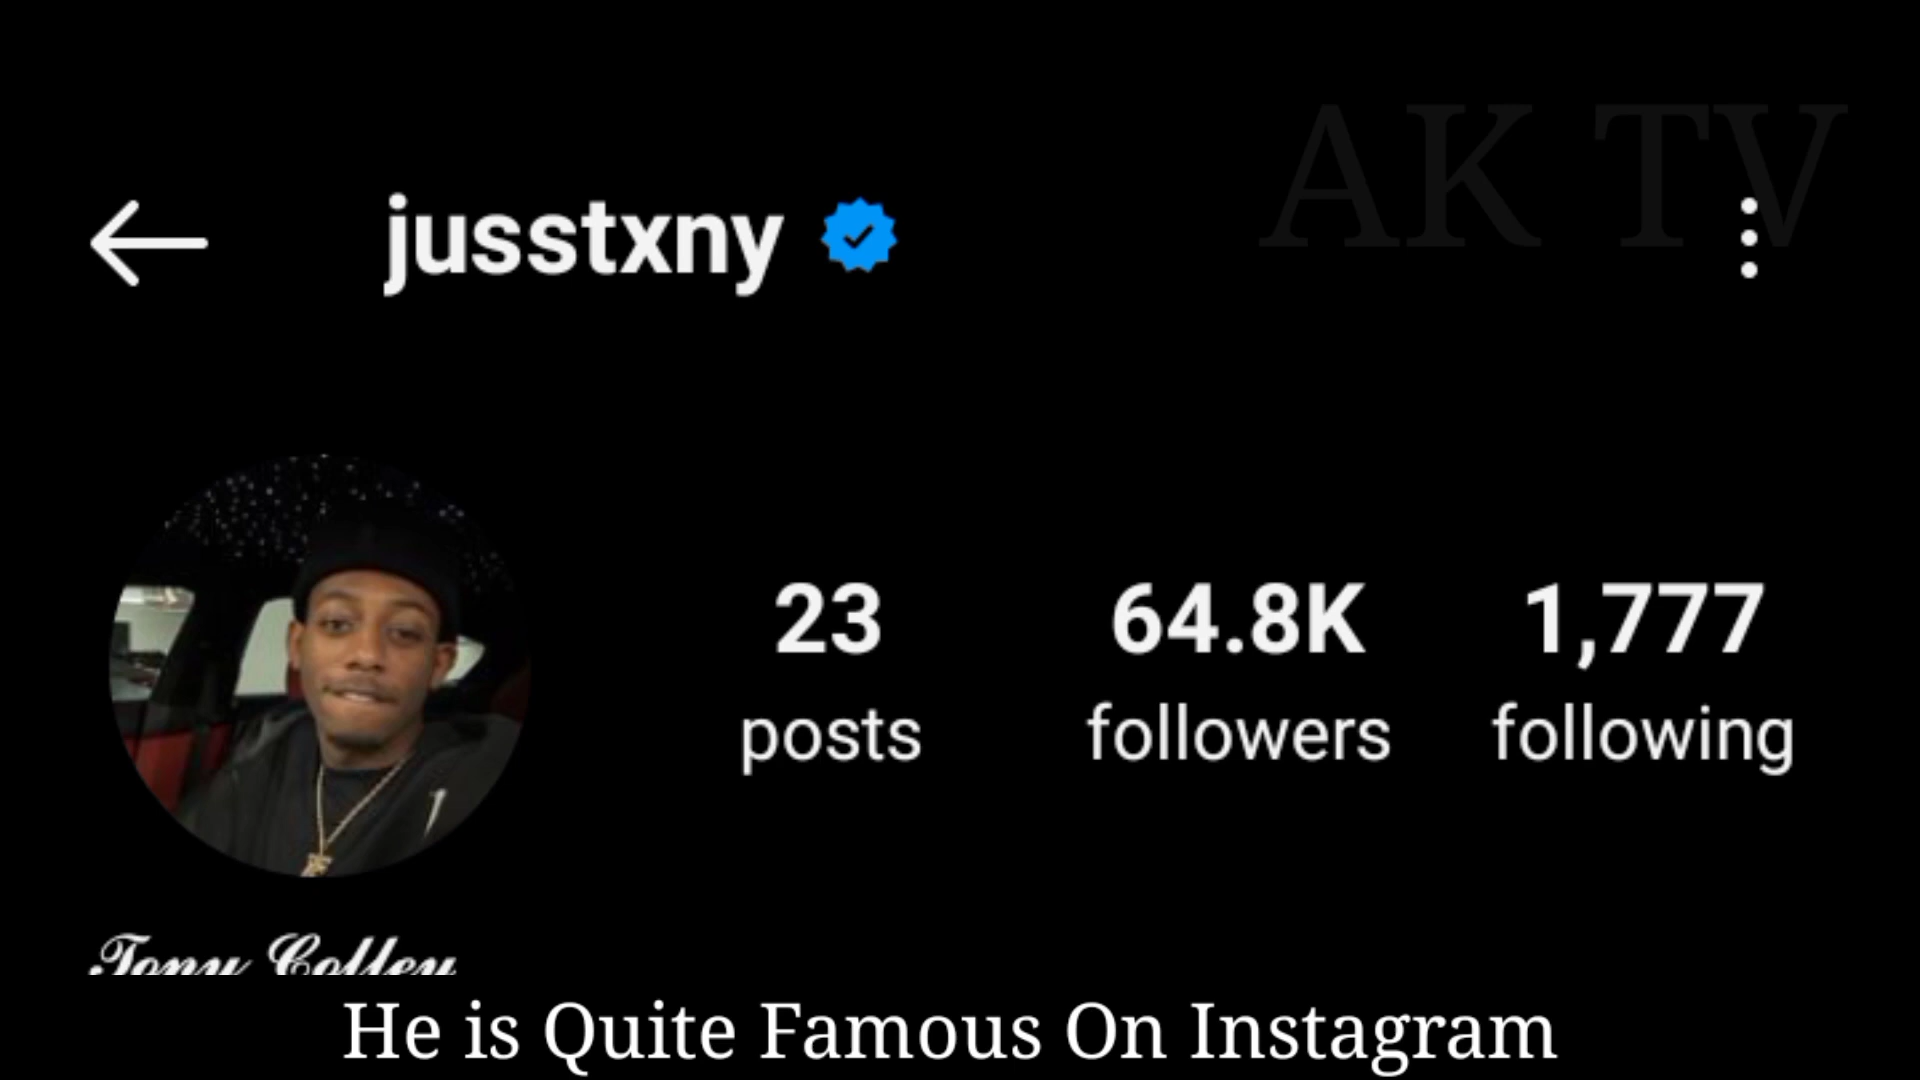 AK TV
jusstxny
23 64.8K 1,777
posts followers following
Tony Colley
He is Quite Famous On Instagram